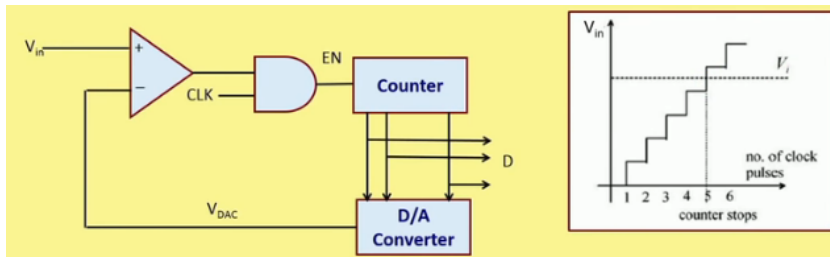 Vin
+
−
CLK
EN
Counter
D
VDAC
D/A
Converter
Vin
Vi
no. of clock
pulses
1 2 3 4 5 6
counter stops